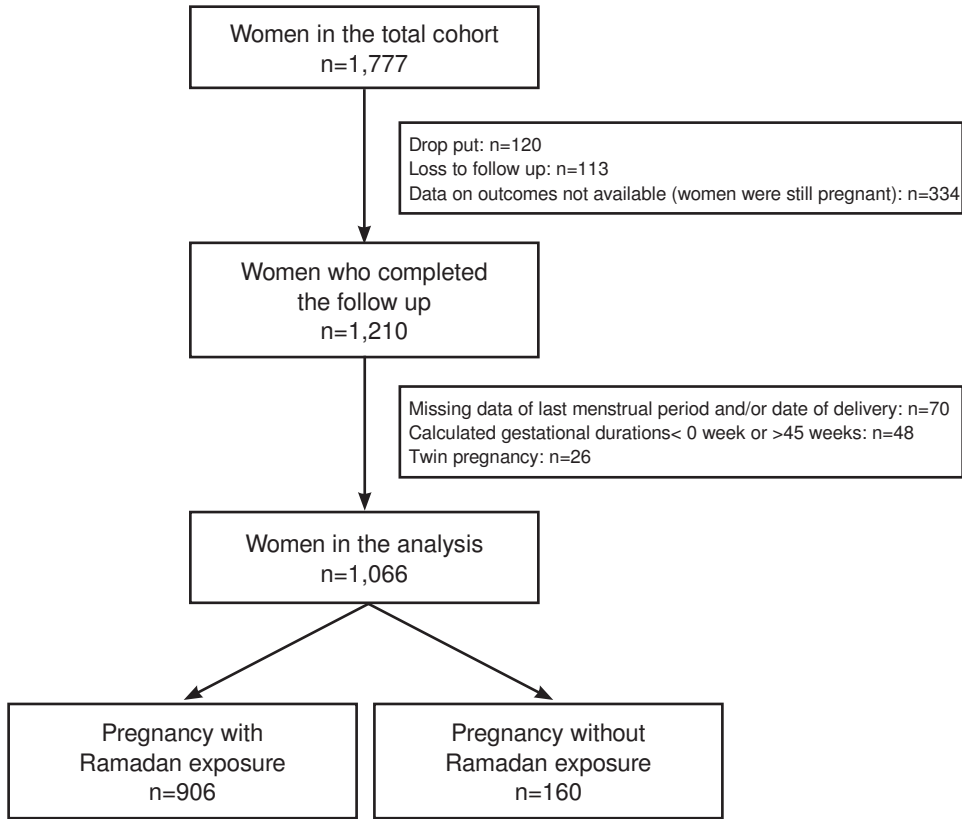 Women in the total cohort
n=1,777
Drop put: n=120
Loss to follow up: n=113
Data on outcomes not available (women were still pregnant): n=334
Women who completed
the follow up
n=1,210
Missing data of last menstrual period and/or date of delivery: n=70
Calculated gestational durations< 0 week or >45 weeks: n=48
Twin pregnancy: n=26
Women in the analysis
n=1,066
Pregnancy with
Ramadan exposure
n=906
Pregnancy without
Ramadan exposure
n=160